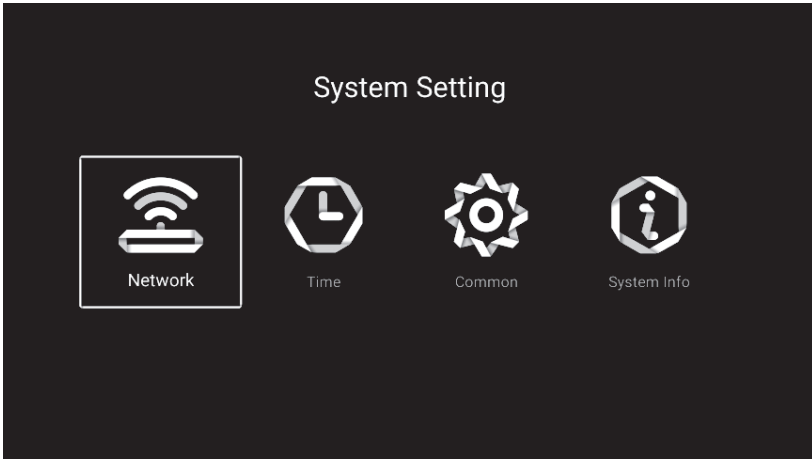 System Setting
Network
Time
Common
System Info